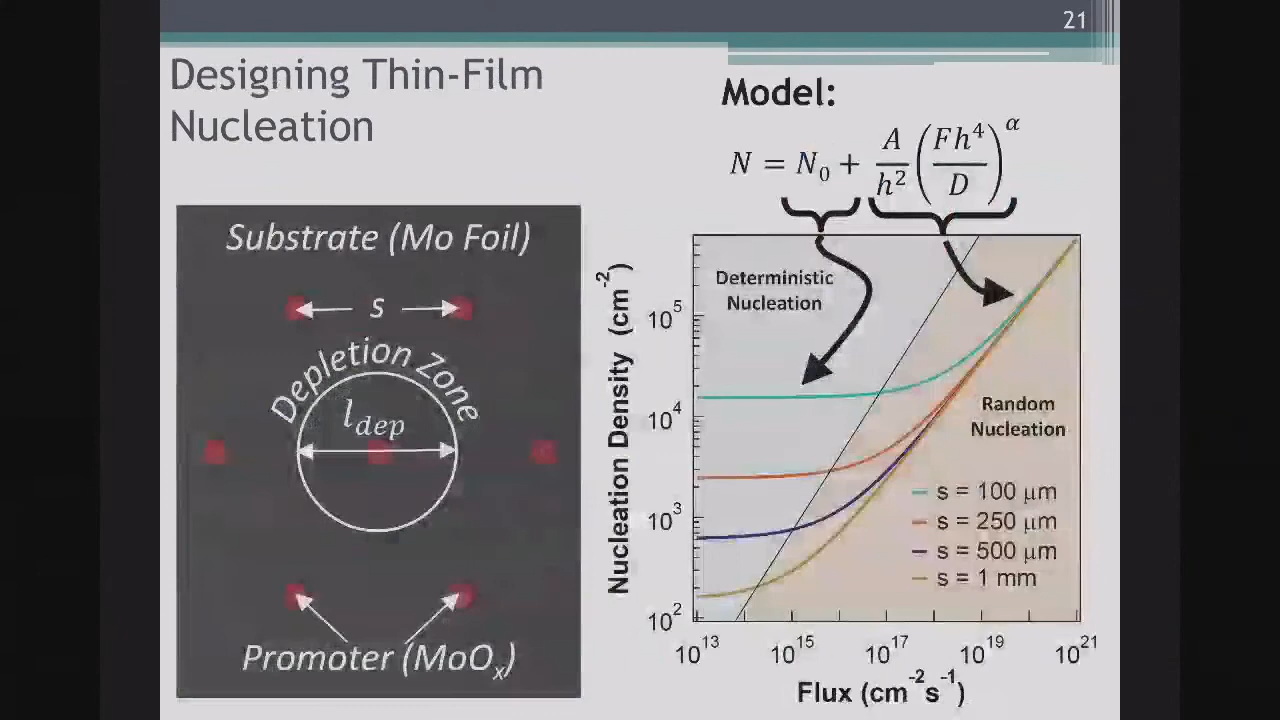 21
Designing Thin-Film
Nucleation
Model:
N = N₀ + A/h² (Fh⁴/D)^α
Substrate (Mo Foil)
s
Depletion Zone
l_dep
Promoter (MoOₓ)
Nucleation Density (cm⁻²)
Deterministic
Nucleation
Random
Nucleation
s = 100 μm
s = 250 μm
s = 500 μm
s = 1 mm
10⁵
10⁴
10³
10²
10¹³ 10¹⁵ 10¹⁷ 10¹⁹ 10²¹
Flux (cm⁻²s⁻¹)